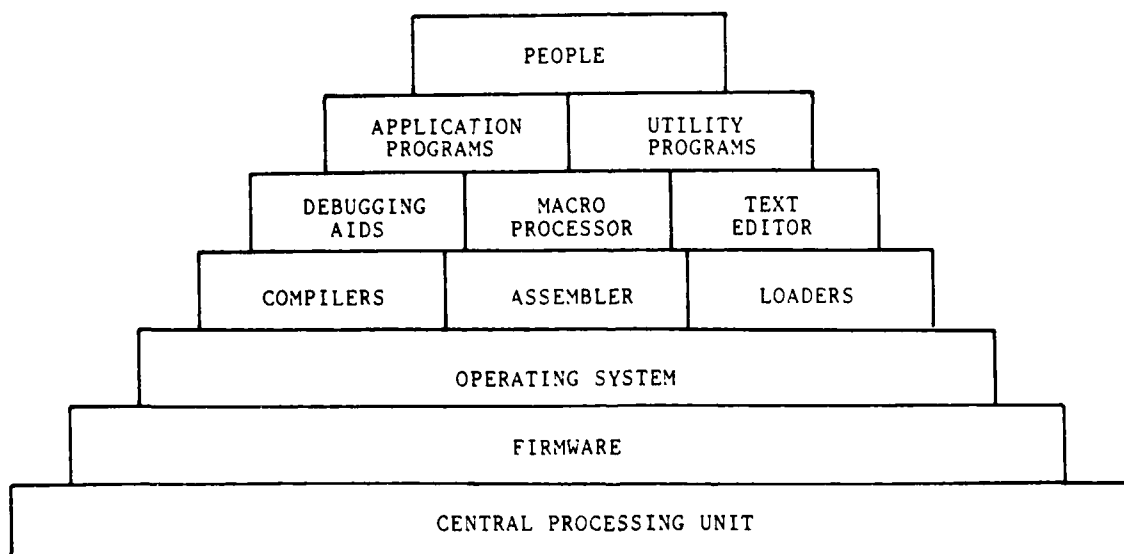 PEOPLE
APPLICATION
PROGRAMS
UTILITY
PROGRAMS
DEBUGGING
AIDS
MACRO
PROCESSOR
TEXT
EDITOR
COMPILERS
ASSEMBLER
LOADERS
OPERATING SYSTEM
FIRMWARE
CENTRAL PROCESSING UNIT